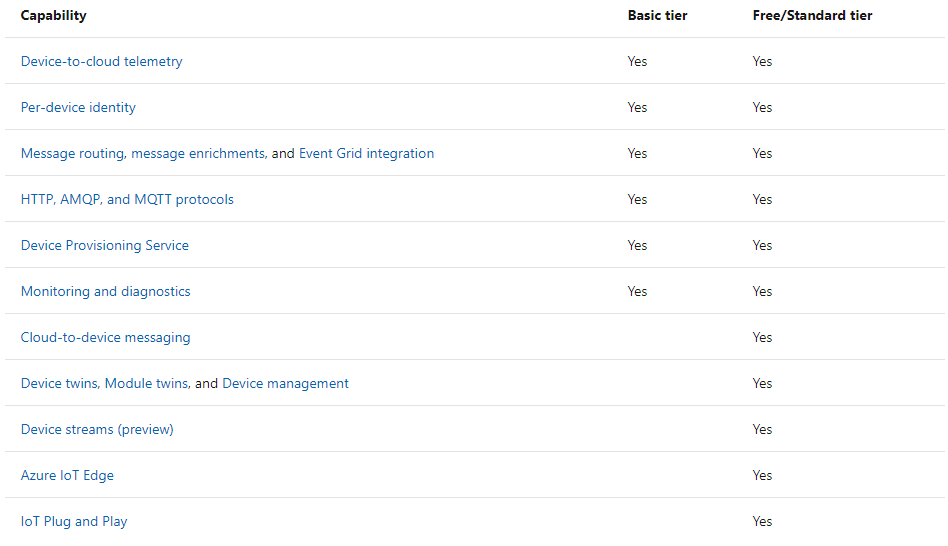 Capability Basic tier Free/Standard tier
Device-to-cloud telemetry Yes Yes
Per-device identity Yes Yes
Message routing, message enrichments, and Event Grid integration Yes Yes
HTTP, AMQP, and MQTT protocols Yes Yes
Device Provisioning Service Yes Yes
Monitoring and diagnostics Yes Yes
Cloud-to-device messaging Yes
Device twins, Module twins, and Device management Yes
Device streams (preview) Yes
Azure IoT Edge Yes
IoT Plug and Play Yes